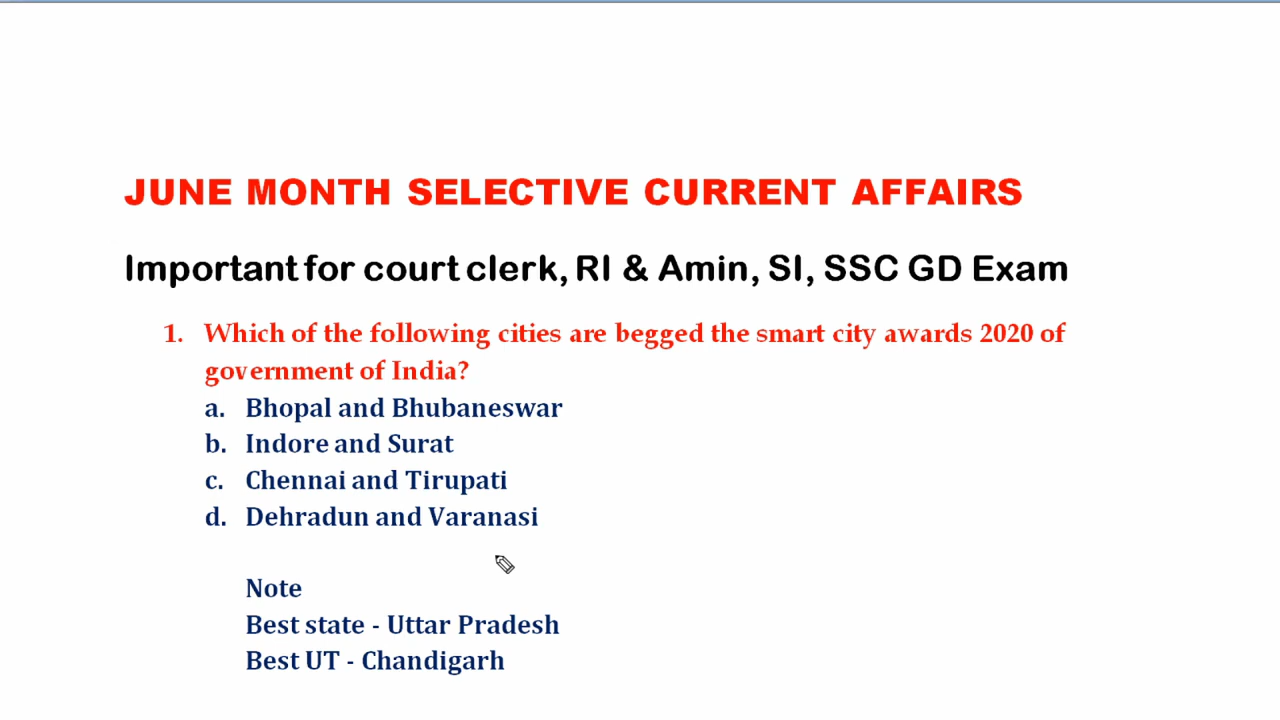 JUNE MONTH SELECTIVE CURRENT AFFAIRS
Important for court clerk, RI & Amin, SI, SSC GD Exam
1. Which of the following cities are begged the smart city awards 2020 of
government of India?
a. Bhopal and Bhubaneswar
b. Indore and Surat
c. Chennai and Tirupati
d. Dehradun and Varanasi
Note
Best state - Uttar Pradesh
Best UT - Chandigarh